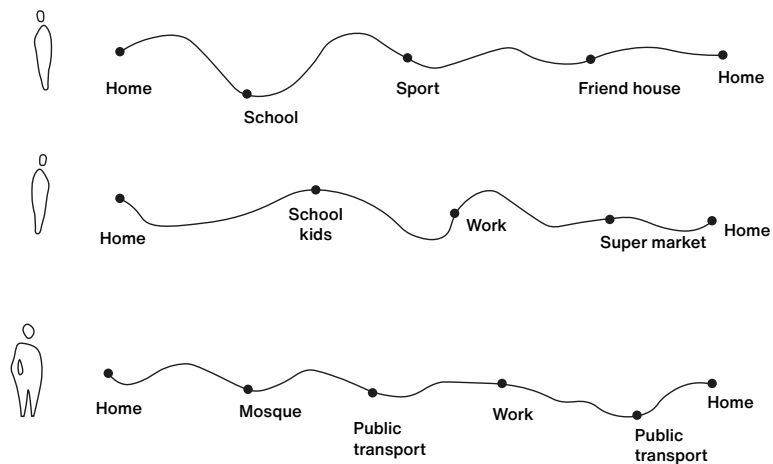 Home
School
Sport
Friend house
Home
Home
School
kids
Work
Super market
Home
Home
Mosque
Public
transport
Work
Public
transport
Home